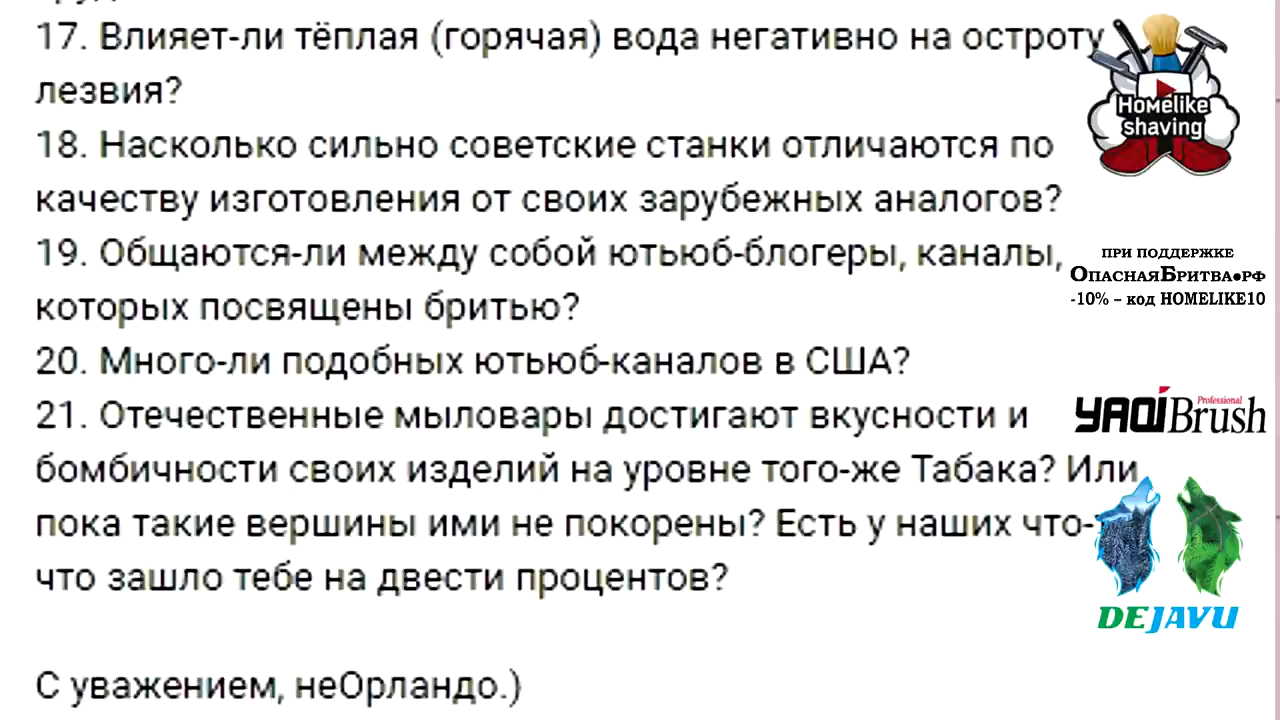 17. Влияет-ли тёплая (горячая) вода негативно на остроту
лезвия?
18. Насколько сильно советские станки отличаются по
качеству изготовления от своих зарубежных аналогов?
19. Общаются-ли между собой ютьюб-блогеры, каналы,
которых посвящены бритью?
20. Много-ли подобных ютьюб-каналов в США?
21. Отечественные мыловары достигают вкусности и
бомбичности своих изделий на уровне того-же Табака? Или
пока такие вершины ими не покорены? Есть у наших что-
что зашло тебе на двести процентов?
С уважением, неОрландо.)
Homelike
shaving
ПРИ ПОДДЕРЖКЕ
ОПАСНАЯБРИТВА•РФ
-10% – код HOMELIKE10
Professional
YAQI Brush
DEJAVU